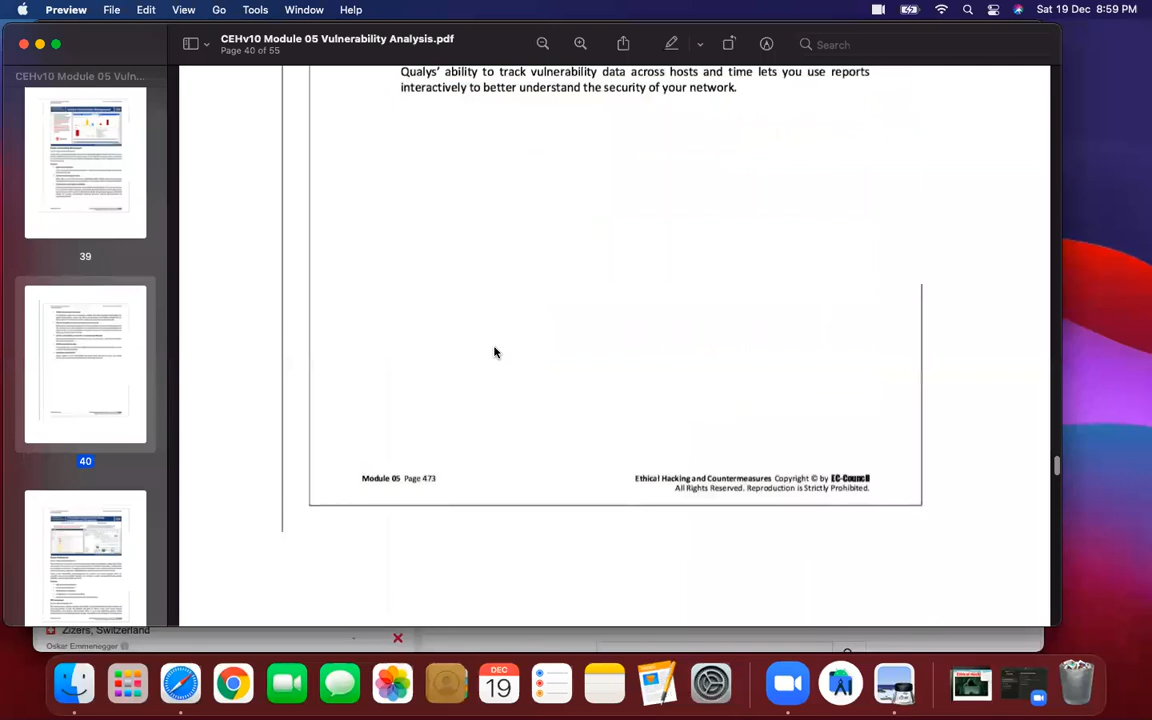 Preview File Edit View Go Tools Window Help Sat 19 Dec 8:59 PM
CEHv10 Module 05 Vulnerability Analysis.pdf
Page 40 of 55
Search
CEHv10 Module 05 Vuln...
39
40
Qualys' ability to track vulnerability data across hosts and time lets you use reports
interactively to better understand the security of your network.
Module 05 Page 473
Ethical Hacking and Countermeasures Copyright © by EC-Council
All Rights Reserved. Reproduction is Strictly Prohibited.
Zizers, Switzerland
Oskar Emmenegger
DEC
19